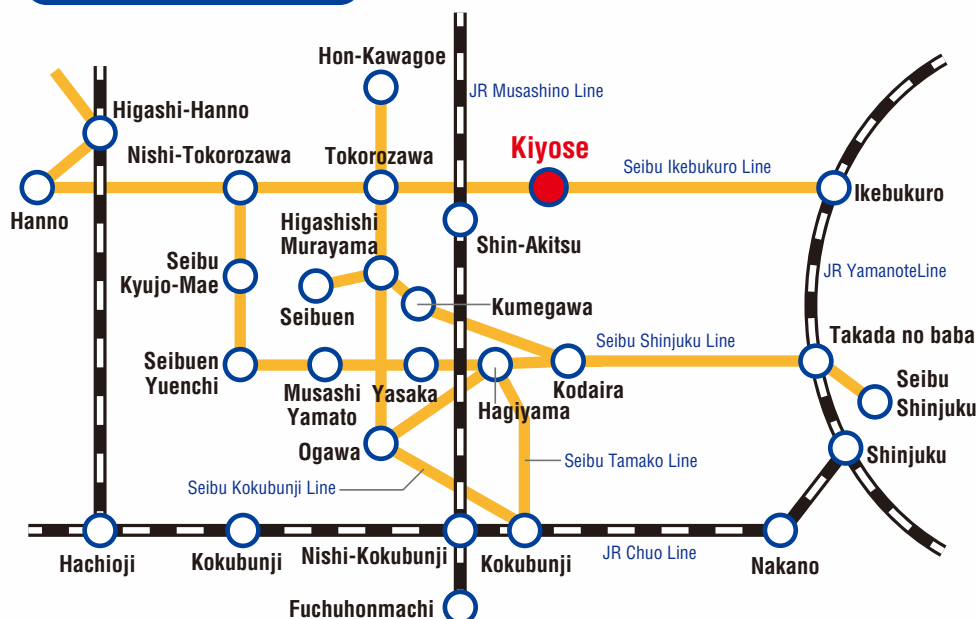 Hon-Kawagoe
JR Musashino Line
Higashi-Hanno
Nishi-Tokorozawa
Tokorozawa
Kiyose
Seibu Ikebukuro Line
Hanno
Ikebukuro
Higashishi
Murayama
Shin-Akitsu
Seibu
Kyujo-Mae
JR YamanoteLine
Seibuen
Kumegawa
Seibu Shinjuku Line
Takada no baba
Seibuen
Yuenchi
Musashi
Yamato
Yasaka
Hagiyama
Kodaira
Seibu
Shinjuku
Ogawa
Seibu Tamako Line
Shinjuku
Seibu Kokubunji Line
Hachioji
Kokubunji
Nishi-Kokubunji
Kokubunji
JR Chuo Line
Nakano
Fuchuhonmachi